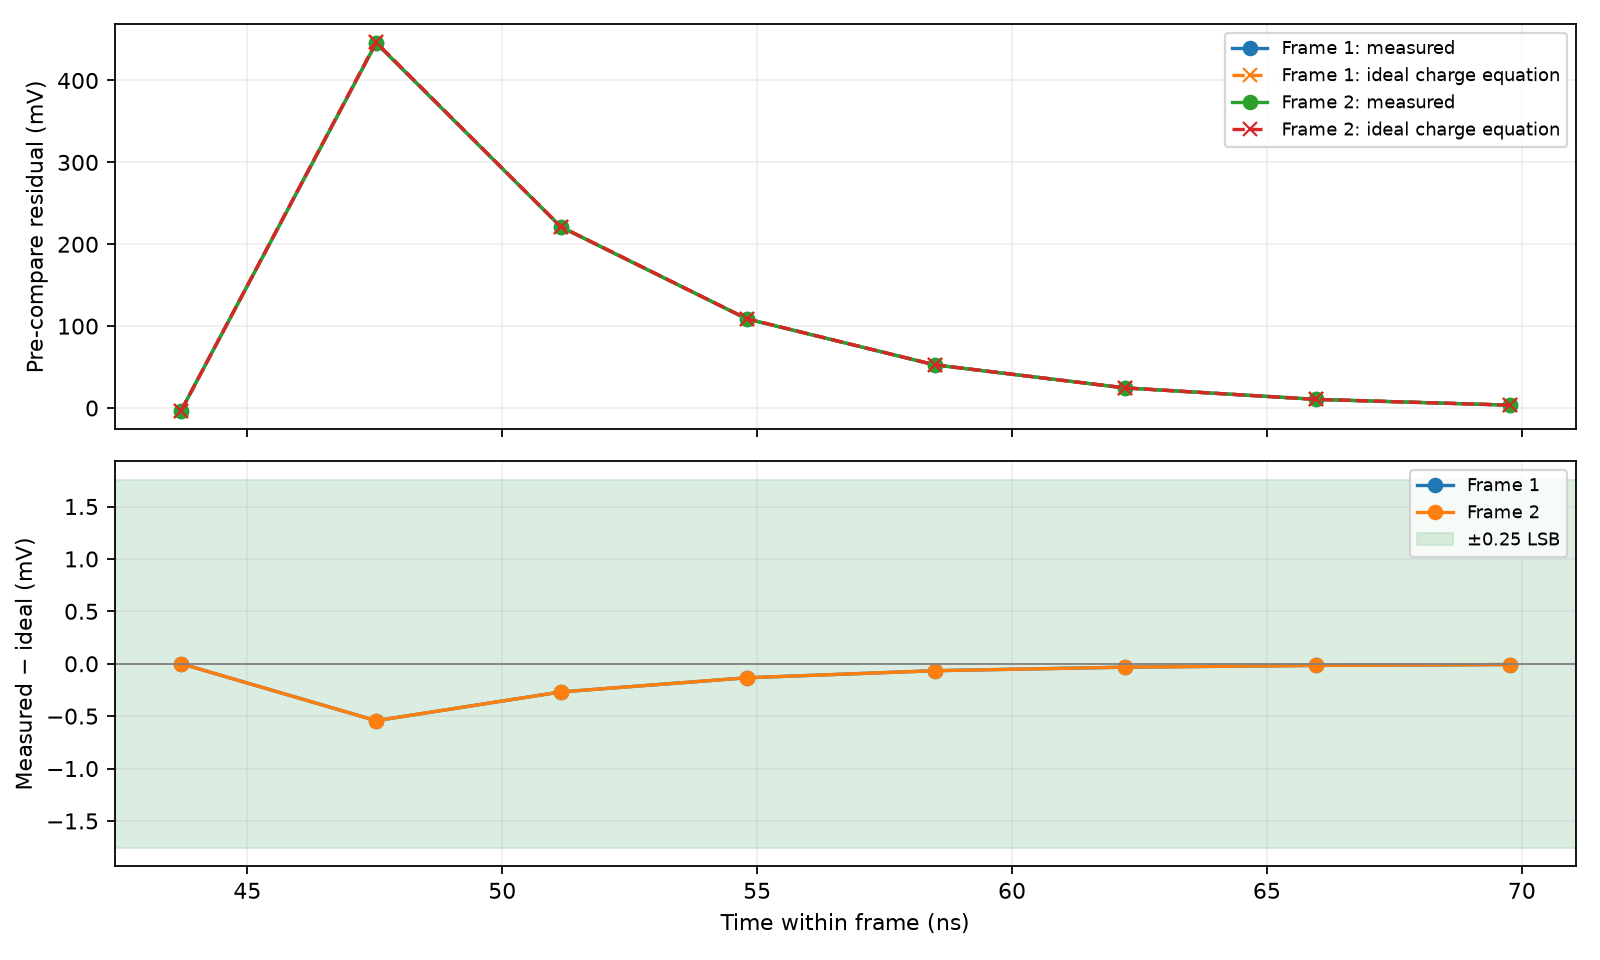 Pre-compare residual (mV)
400
300
200
100
0
Frame 1: measured
Frame 1: ideal charge equation
Frame 2: measured
Frame 2: ideal charge equation
Measured − ideal (mV)
1.5
1.0
0.5
0.0
−0.5
−1.0
−1.5
Frame 1
Frame 2
±0.25 LSB
45
50
55
60
65
70
Time within frame (ns)